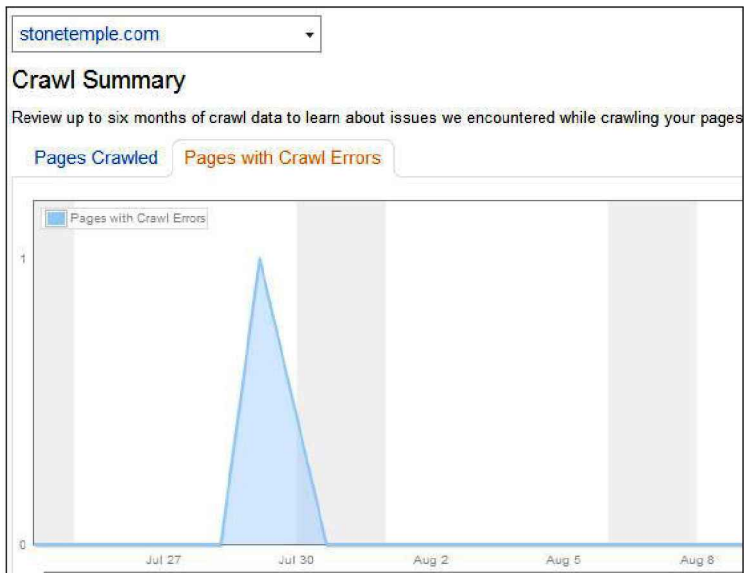 stonetemple.com
Crawl Summary
Review up to six months of crawl data to learn about issues we encountered while crawling your pages
Pages Crawled Pages with Crawl Errors
Pages with Crawl Errors
1
0
Jul 27 Jul 30 Aug 2 Aug 5 Aug 8